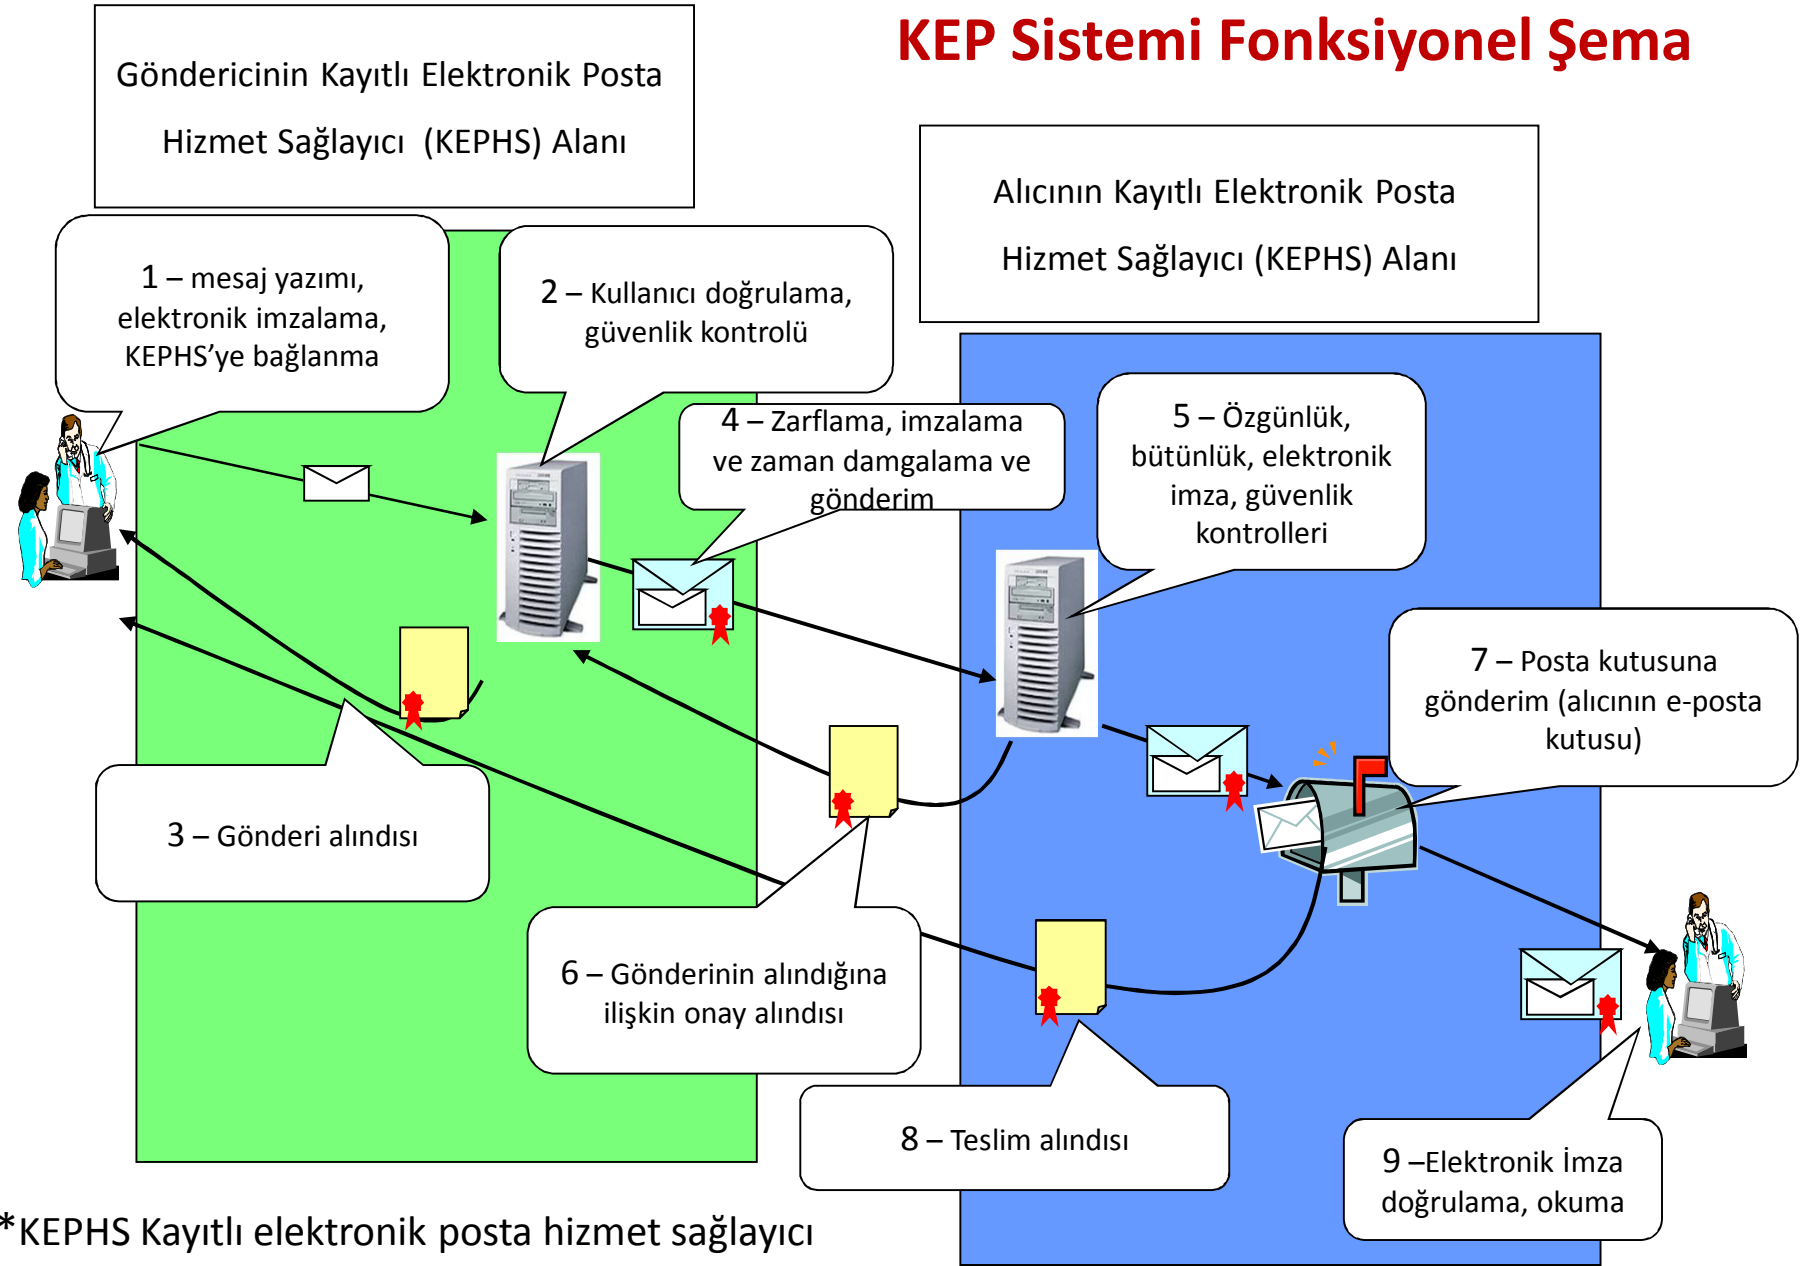 KEP Sistemi Fonksiyonel Şema
Göndericinin Kayıtlı Elektronik Posta
Hizmet Sağlayıcı (KEPHS) Alanı
Alıcının Kayıtlı Elektronik Posta
Hizmet Sağlayıcı (KEPHS) Alanı
1 – mesaj yazımı,
elektronik imzalama,
KEPHS’ye bağlanma
2 – Kullanıcı doğrulama,
güvenlik kontrolü
4 – Zarflama, imzalama
ve zaman damgalama ve
gönderim
5 – Özgünlük,
bütünlük, elektronik
imza, güvenlik
kontrolleri
7 – Posta kutusuna
gönderim (alıcının e-posta
kutusu)
3 – Gönderi alındısı
6 – Gönderinin alındığına
ilişkin onay alındısı
8 – Teslim alındısı
9 –Elektronik İmza
doğrulama, okuma
*KEPHS Kayıtlı elektronik posta hizmet sağlayıcı